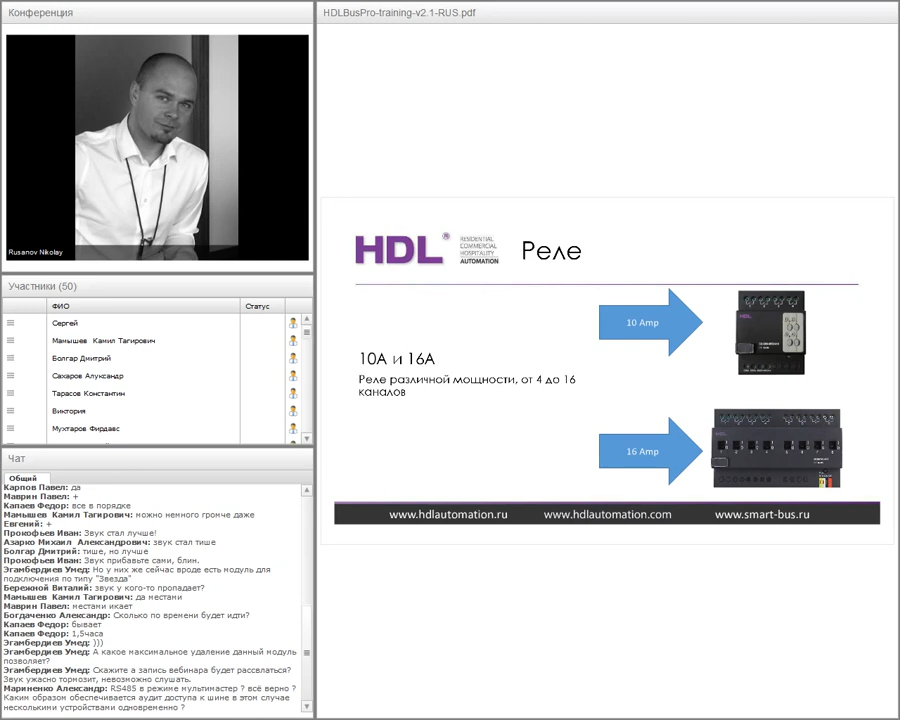 Конференция
Rusanov Nikolay
Участники (50)
ФИО
Статус
Сергей
Мамышев Камил Тагирович
Болгар Дмитрий
Сахаров Алуксандр
Тарасов Константин
Виктория
Мухтаров Фирдавс
Чат
Общий
Карпов Павел: да
Маврин Павел: +
Капаев Федор: все в порядке
Мамышев Камил Тагирович: можно немного громче даже
Евгений: +
Прокофьев Иван: Звук стал лучше!
Азарко Михаил Александрович: звук стал тише
Болгар Дмитрий: тише, но лучше
Прокофьев Иван: Звук прибавьте сами, блин.
Эгамбердиев Умед: Но у них же сейчас вроде есть модуль для
подключения по типу "Звезда"
Бережной Виталий: звук у кого-то пропадает?
Мамышев Камил Тагирович: да местами
Маврин Павел: местами икает
Богдаченко Александр: Сколько по времени будет идти?
Капаев Федор: бывает
Капаев Федор: 1,5часа
Эгамбердиев Умед: )))
Эгамбердиев Умед: А какое максимальное удаление данный модуль
позволяет?
Эгамбердиев Умед: Скажите а запись вебинара будет рассвлаться?
Звук ужасно тормозит, невозможно слушать.
Мариненко Александр: RS485 в режиме мультимастер ? всё верно ?
Каким образом обеспечивается аудит доступа к шине в этом случае
несколькими устройствами одновременно ?
HDLBusPro-training-v2.1-RUS.pdf
HDL®
RESIDENTIAL
COMMERCIAL
HOSPITALITY
AUTOMATION
Реле
10 Amp
10А и 16А
Реле различной мощности, от 4 до 16
каналов
16 Amp
www.hdlautomation.ru
www.hdlautomation.com
www.smart-bus.ru